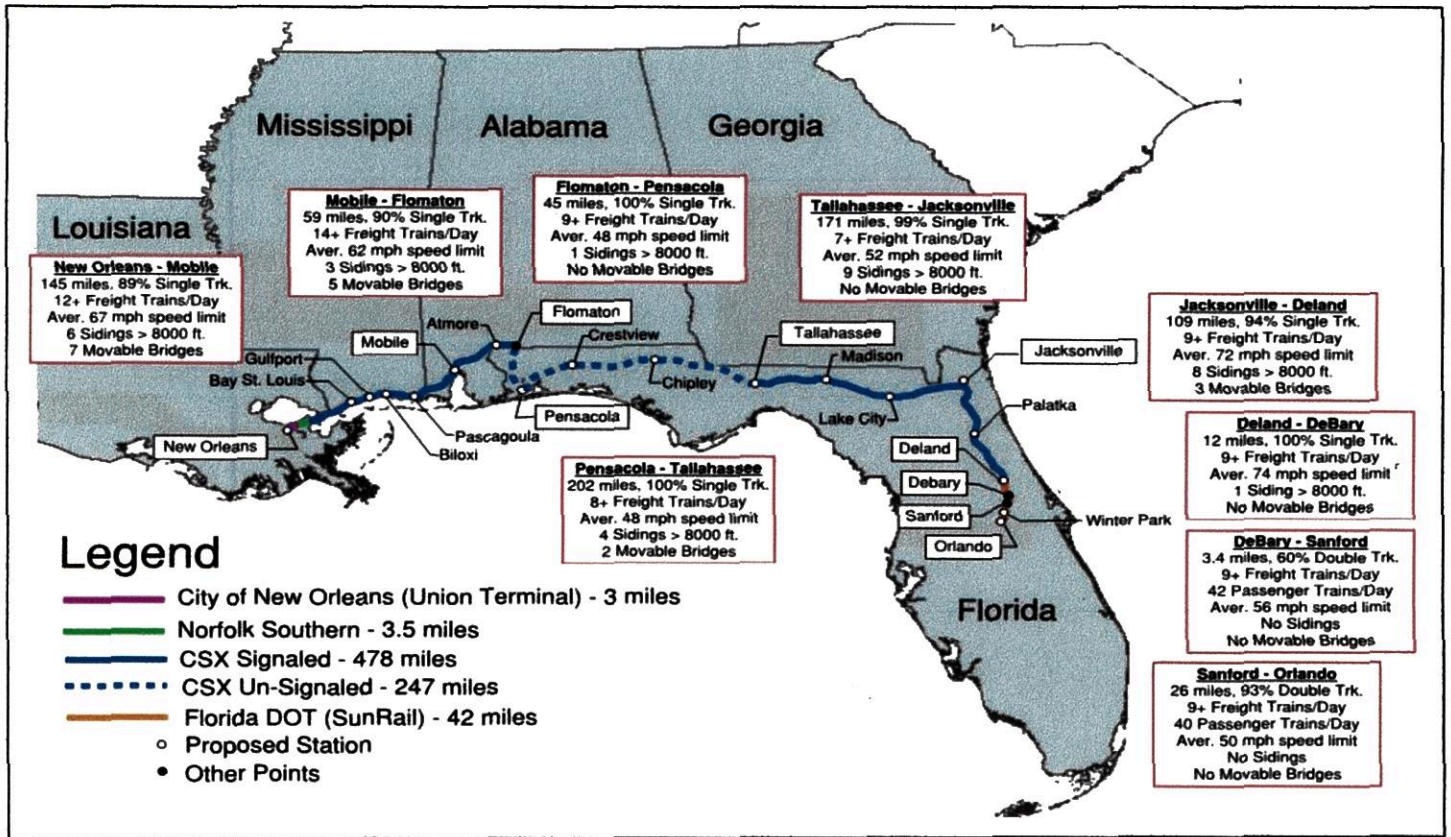 Mississippi
Alabama
Georgia
Louisiana
Florida
New Orleans - Mobile
145 miles, 89% Single Trk.
12+ Freight Trains/Day
Aver. 67 mph speed limit
6 Sidings > 8000 ft.
7 Movable Bridges
Mobile - Flomaton
59 miles, 90% Single Trk.
14+ Freight Trains/Day
Aver. 62 mph speed limit
3 Sidings > 8000 ft.
5 Movable Bridges
Flomaton - Pensacola
45 miles, 100% Single Trk.
9+ Freight Trains/Day
Aver. 48 mph speed limit
1 Sidings > 8000 ft.
No Movable Bridges
Tallahassee - Jacksonville
171 miles, 99% Single Trk.
7+ Freight Trains/Day
Aver. 52 mph speed limit
9 Sidings > 8000 ft.
No Movable Bridges
Jacksonville - Deland
109 miles, 94% Single Trk.
9+ Freight Trains/Day
Aver. 72 mph speed limit
8 Sidings > 8000 ft.
3 Movable Bridges
Deland - DeBary
12 miles, 100% Single Trk.
9+ Freight Trains/Day
Aver. 74 mph speed limit
1 Siding > 8000 ft.
No Movable Bridges
DeBary - Sanford
3.4 miles, 60% Double Trk.
9+ Freight Trains/Day
42 Passenger Trains/Day
Aver. 56 mph speed limit
No Sidings
No Movable Bridges
Sanford - Orlando
26 miles, 93% Double Trk.
9+ Freight Trains/Day
40 Passenger Trains/Day
Aver. 50 mph speed limit
No Sidings
No Movable Bridges
Pensacola - Tallahassee
202 miles, 100% Single Trk.
8+ Freight Trains/Day
Aver. 48 mph speed limit
4 Sidings > 8000 ft.
2 Movable Bridges
Atmore
Flomaton
Crestview
Mobile
Tallahassee
Madison
Jacksonville
Gulfport
Bay St. Louis
Chipley
Lake City
Palatka
New Orleans
Pascagoula
Biloxi
Pensacola
Deland
Debary
Sanford
Winter Park
Orlando
Legend
City of New Orleans (Union Terminal) - 3 miles
Norfolk Southern - 3.5 miles
CSX Signaled - 478 miles
CSX Un-Signaled - 247 miles
Florida DOT (SunRail) - 42 miles
Proposed Station
Other Points